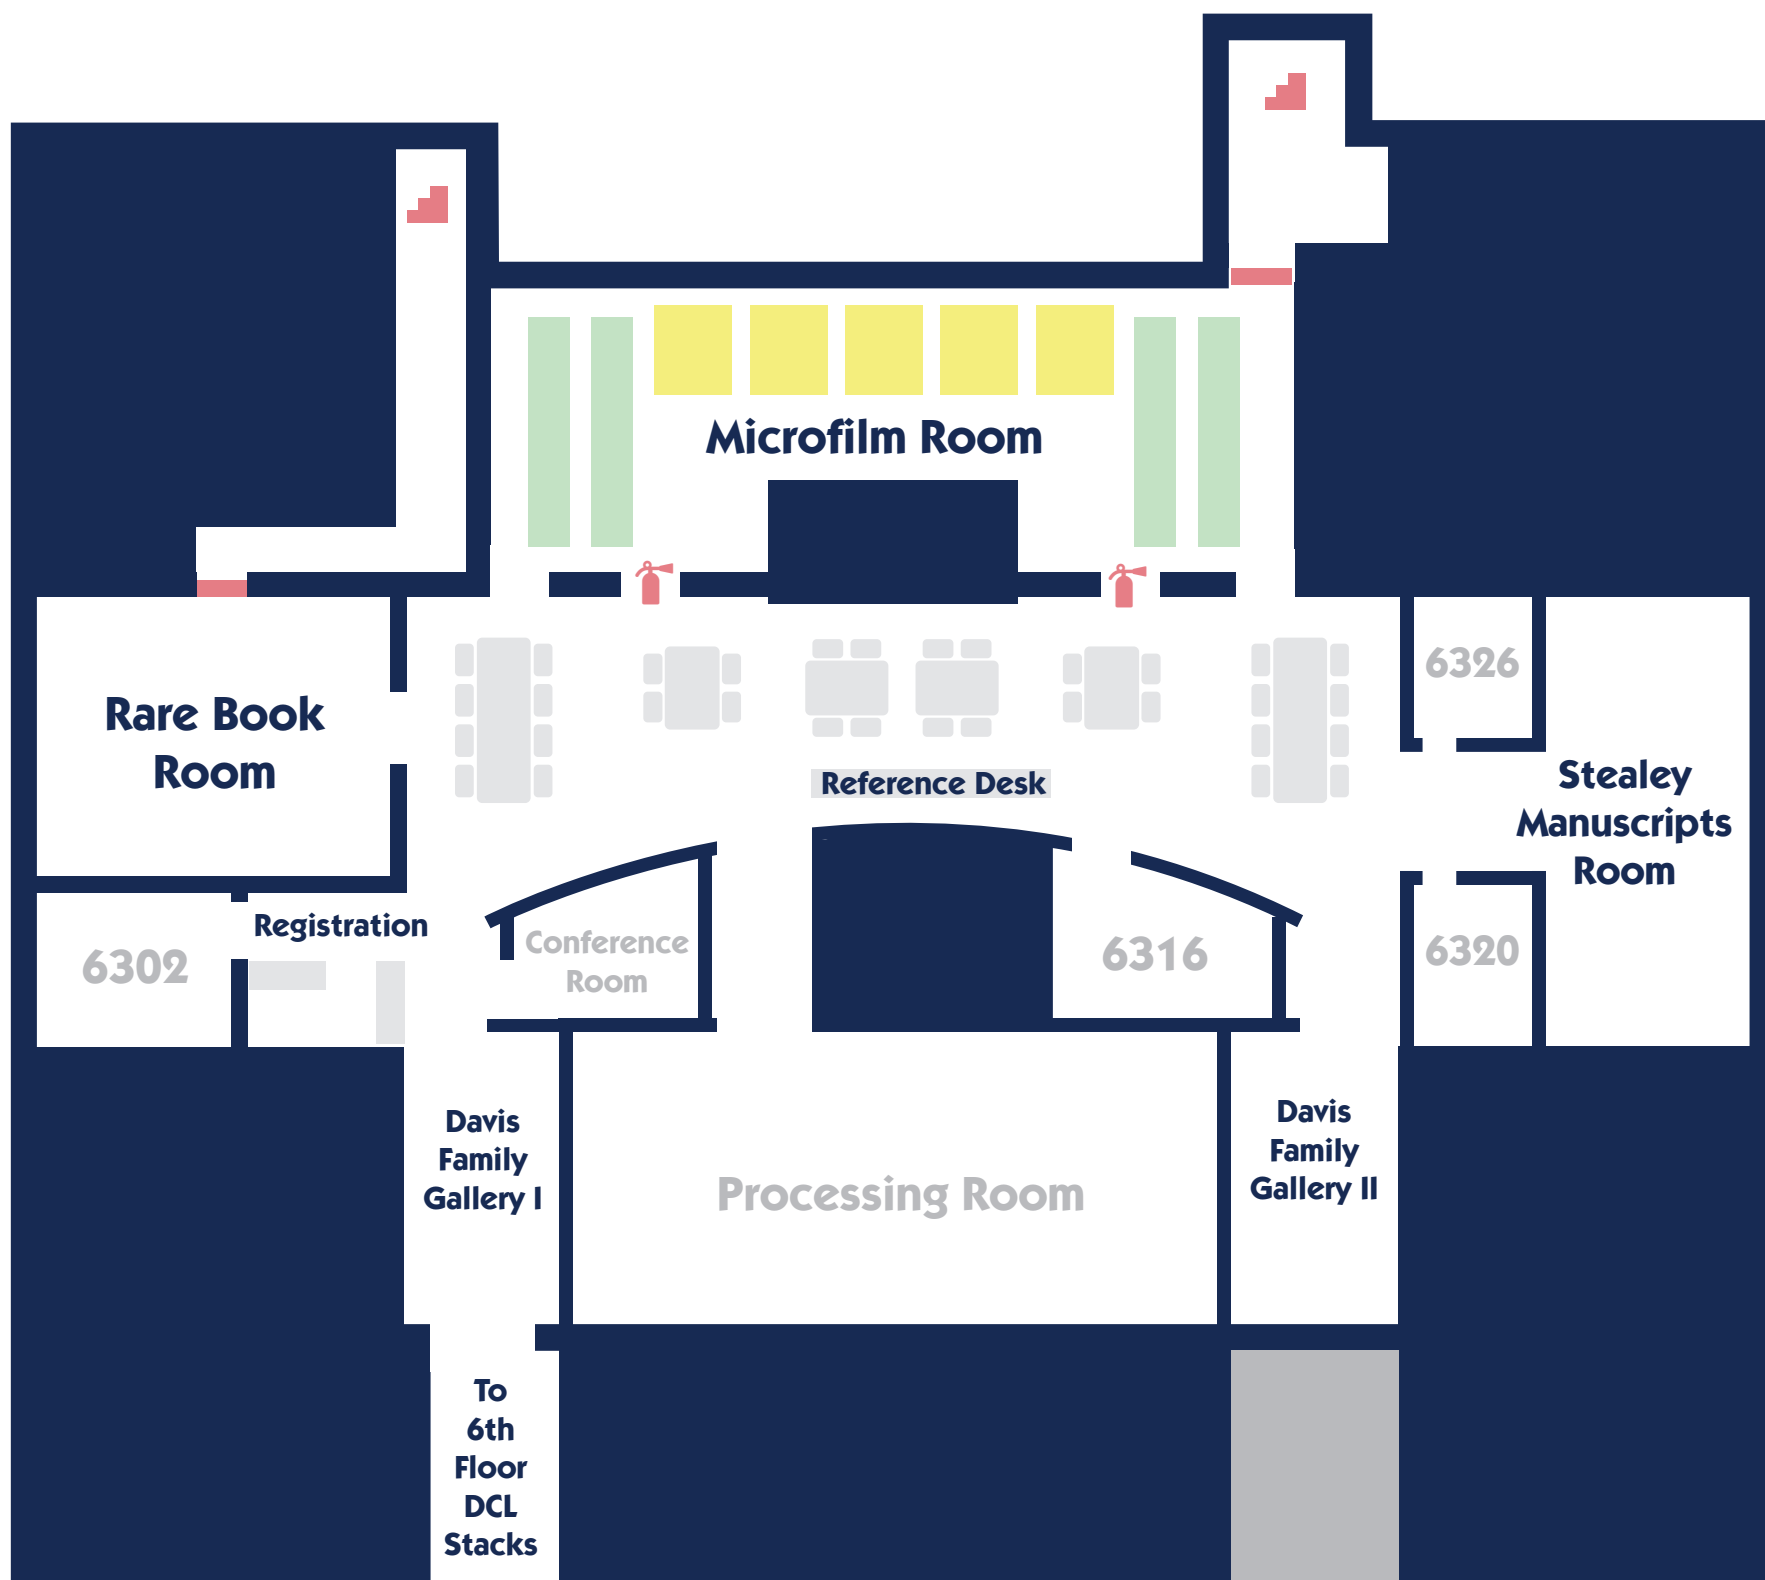 Microfilm Room
Rare Book
Room
6326
Reference Desk
Stealey
Manuscripts
Room
Registration
6302
Conference
Room
6316
6320
Davis
Family
Gallery I
Processing Room
Davis
Family
Gallery II
To
6th
Floor
DCL
Stacks